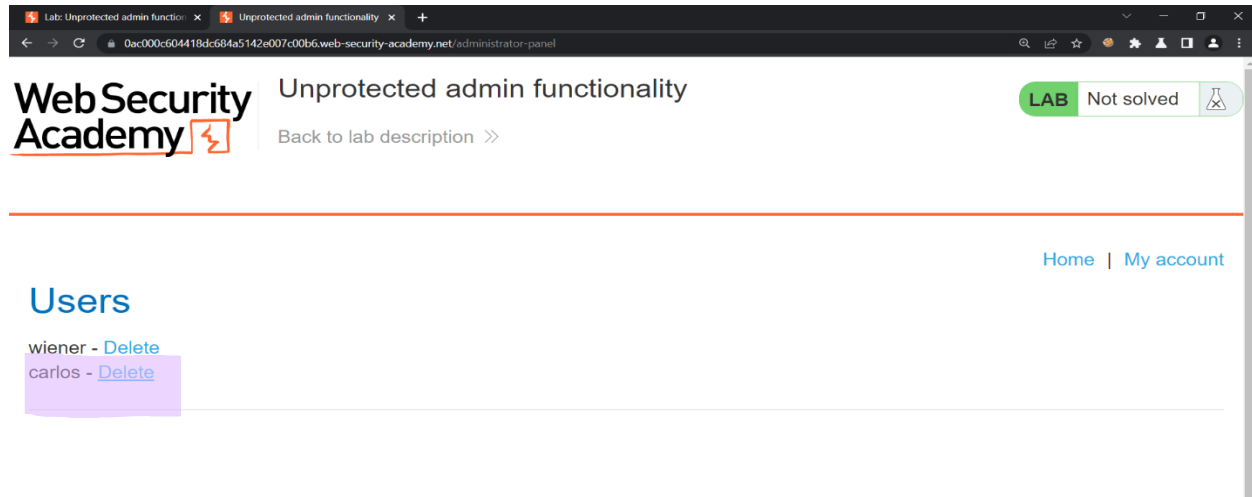 Lab: Unprotected admin function
Unprotected admin functionality
0ac000c604418dc684a5142e007c00b6.web-security-academy.net/administrator-panel
Web Security
Academy
Unprotected admin functionality
Back to lab description
LAB Not solved
Home | My account
Users
wiener - Delete
carlos - Delete